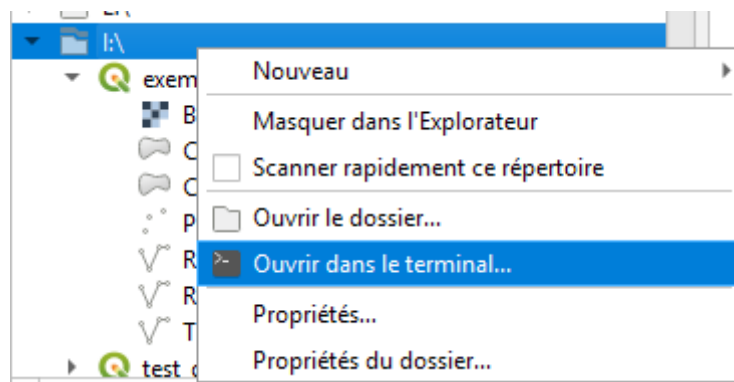 I:\
exem
Nouveau
B
Masquer dans l'Explorateur
C
Scanner rapidement ce répertoire
C
Ouvrir le dossier...
R
Ouvrir dans le terminal...
R
Propriétés...
T
Propriétés du dossier...
test